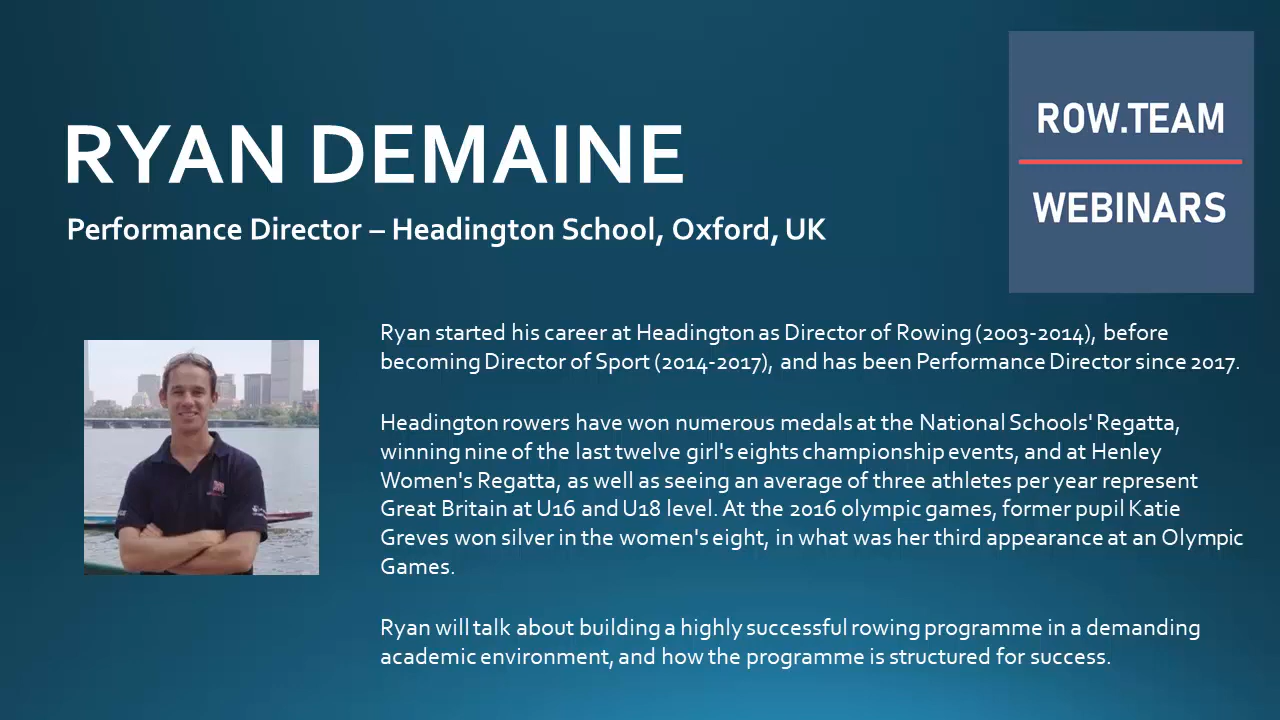 RYAN DEMAINE
Performance Director – Headington School, Oxford, UK
ROW.TEAM
WEBINARS
Ryan started his career at Headington as Director of Rowing (2003-2014), before
becoming Director of Sport (2014-2017), and has been Performance Director since 2017.
Headington rowers have won numerous medals at the National Schools' Regatta,
winning nine of the last twelve girl's eights championship events, and at Henley
Women's Regatta, as well as seeing an average of three athletes per year represent
Great Britain at U16 and U18 level. At the 2016 olympic games, former pupil Katie
Greves won silver in the women's eight, in what was her third appearance at an Olympic
Games.
Ryan will talk about building a highly successful rowing programme in a demanding
academic environment, and how the programme is structured for success.